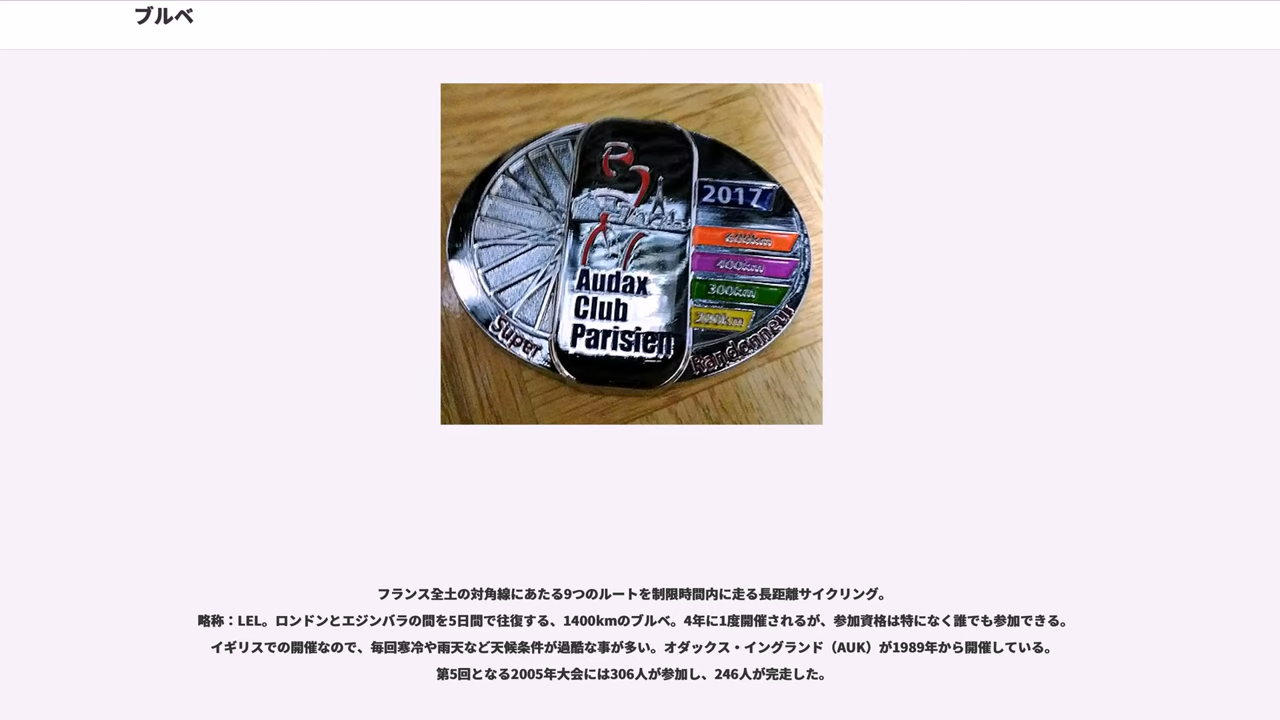 ブルベ
2017
600km
400km
300km
200km
Audax
Club
Parisien
Super
Randonneur
フランス全土の対角線にあたる9つのルートを制限時間内に走る長距離サイクリング。
略称：LEL。ロンドンとエジンバラの間を5日間で往復する、1400kmのブルベ。4年に1度開催されるが、参加資格は特になく誰でも参加できる。
イギリスでの開催なので、毎回寒冷や雨天など天候条件が過酷な事が多い。オダックス・イングランド（AUK）が1989年から開催している。
第5回となる2005年大会には306人が参加し、246人が完走した。